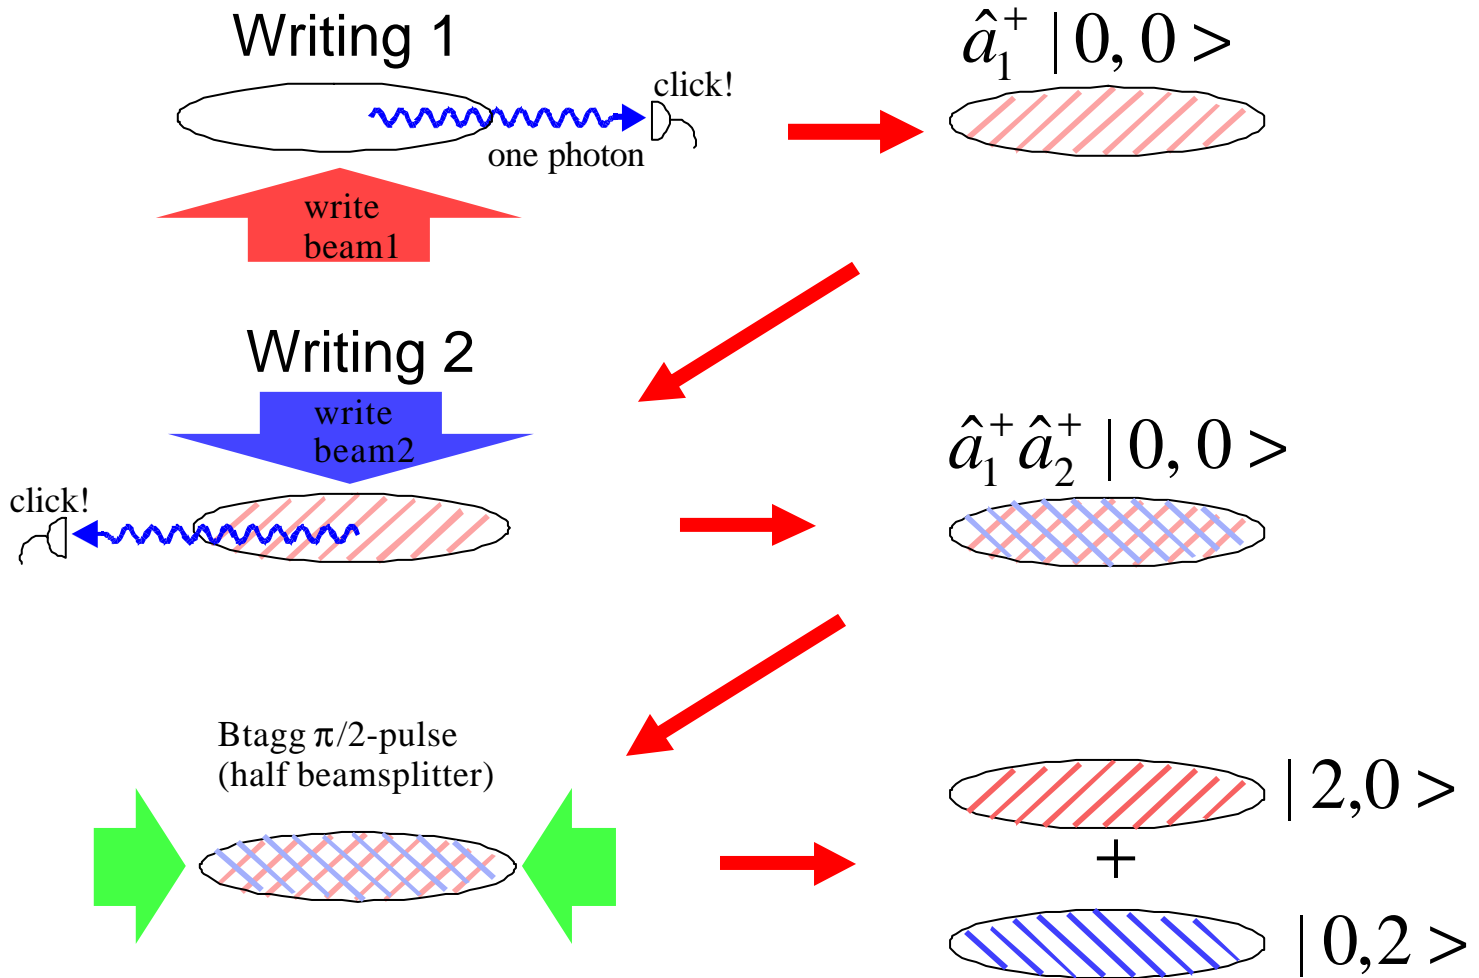 Writing 1
click!
one photon
write
beam1
â₁⁺ | 0, 0 >
Writing 2
write
beam2
click!
â₁⁺ â₂⁺ | 0, 0 >
Btagg π/2-pulse
(half beamsplitter)
| 2,0 >
+
| 0,2 >